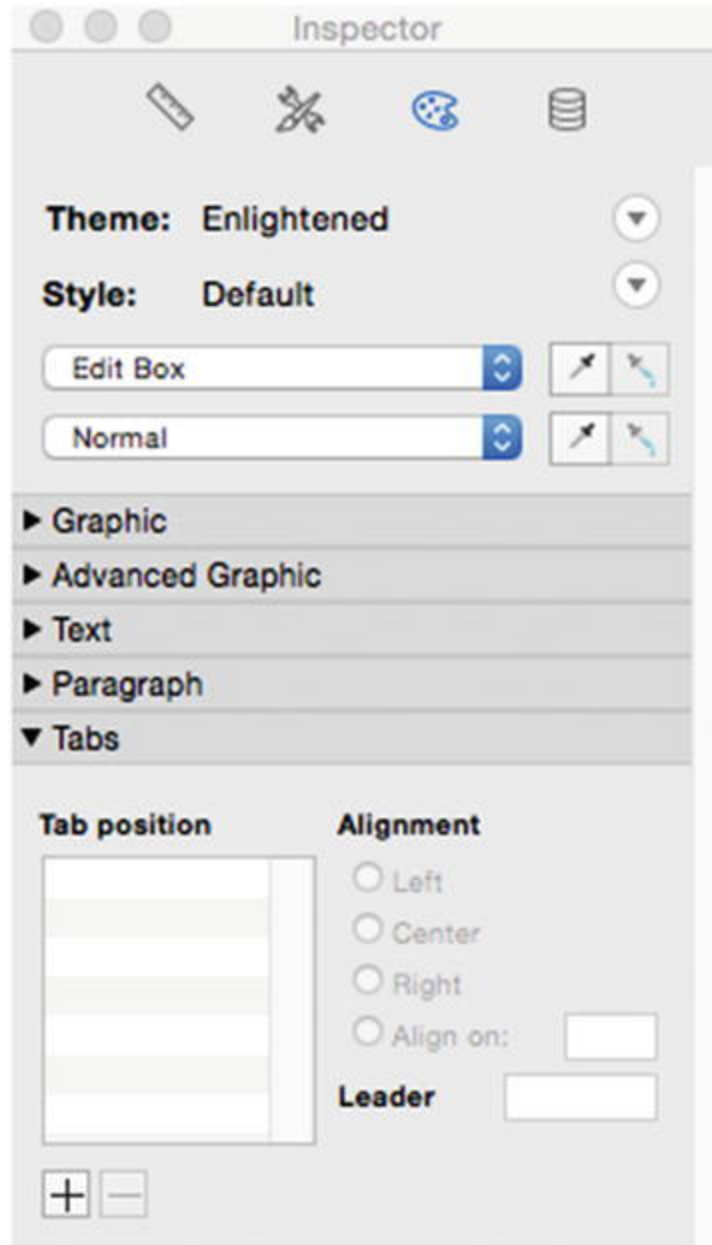 Inspector
Theme: Enlightened
Style: Default
Edit Box
Normal
Graphic
Advanced Graphic
Text
Paragraph
Tabs
Tab position
Alignment
Left
Center
Right
Align on:
Leader